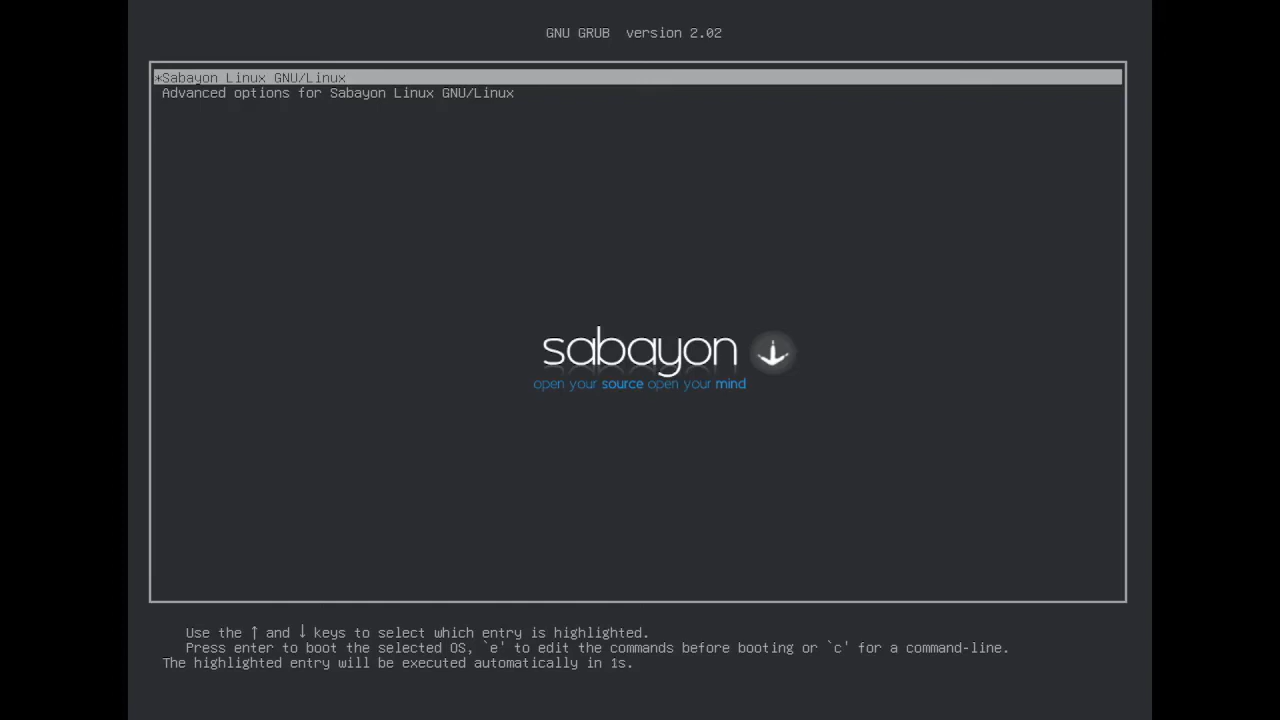 GNU GRUB  version 2.02
*Sabayon Linux GNU/Linux
Advanced options for Sabayon Linux GNU/Linux
sabayon
open your source open your mind
Use the ↑ and ↓ keys to select which entry is highlighted.
Press enter to boot the selected OS, `e' to edit the commands before booting or `c' for a command-line.
The highlighted entry will be executed automatically in 1s.